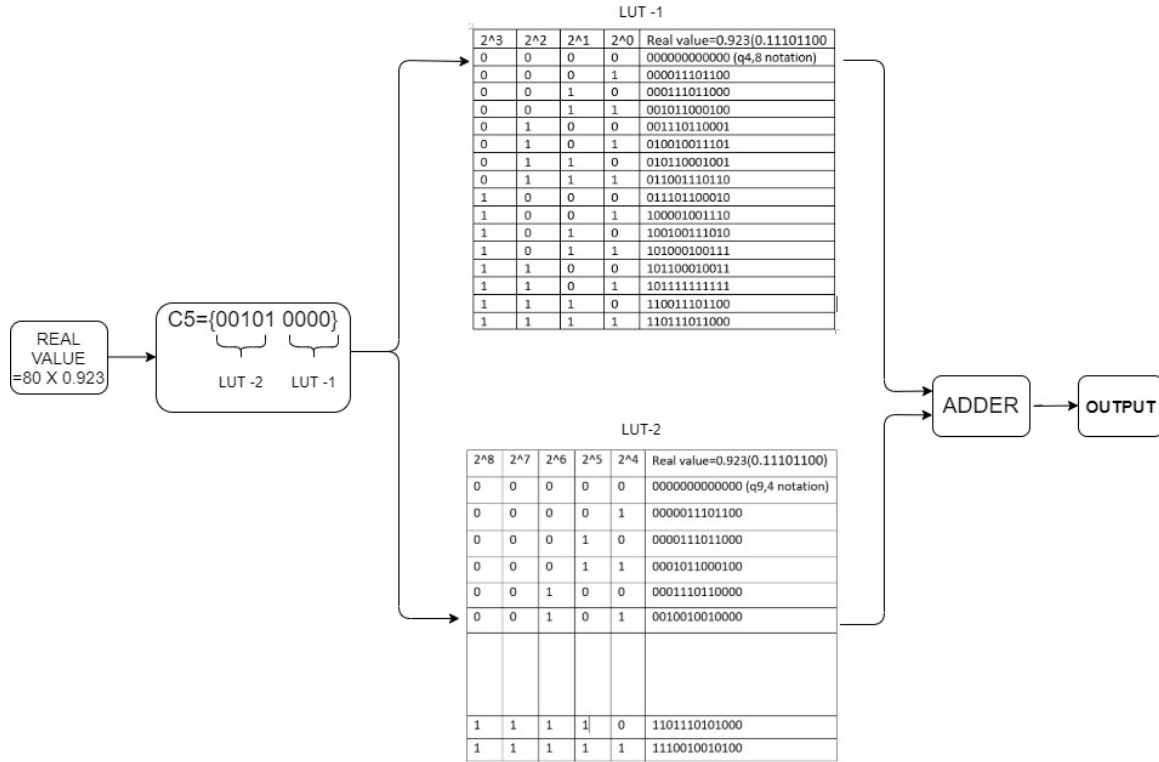 LUT -1
2^3 2^2 2^1 2^0 Real value=0.923(0.11101100
0 0 0 0 000000000000 (q4,8 notation)
0 0 0 1 000011101100
0 0 1 0 000111011000
0 0 1 1 001011000100
0 1 0 0 001110110001
0 1 0 1 010010011101
0 1 1 0 010110001001
0 1 1 1 011001110110
1 0 0 0 011101100010
1 0 0 1 100001001110
1 0 1 0 100100111010
1 0 1 1 101000100111
1 1 0 0 101100010011
1 1 0 1 101111111111
1 1 1 0 110011101100
1 1 1 1 110111011000
REAL
VALUE
=80 X 0.923
C5={00101 0000}
LUT -2 LUT -1
ADDER
OUTPUT
LUT-2
2^8 2^7 2^6 2^5 2^4 Real value=0.923(0.11101100)
0 0 0 0 0 0000000000000 (q9,4 notation)
0 0 0 0 1 0000011101100
0 0 0 1 0 0000111011000
0 0 0 1 1 0001011000100
0 0 1 0 0 0001110110000
0 0 1 0 1 0010010010000
1 1 1 1 0 1101110101000
1 1 1 1 1 1110010010100